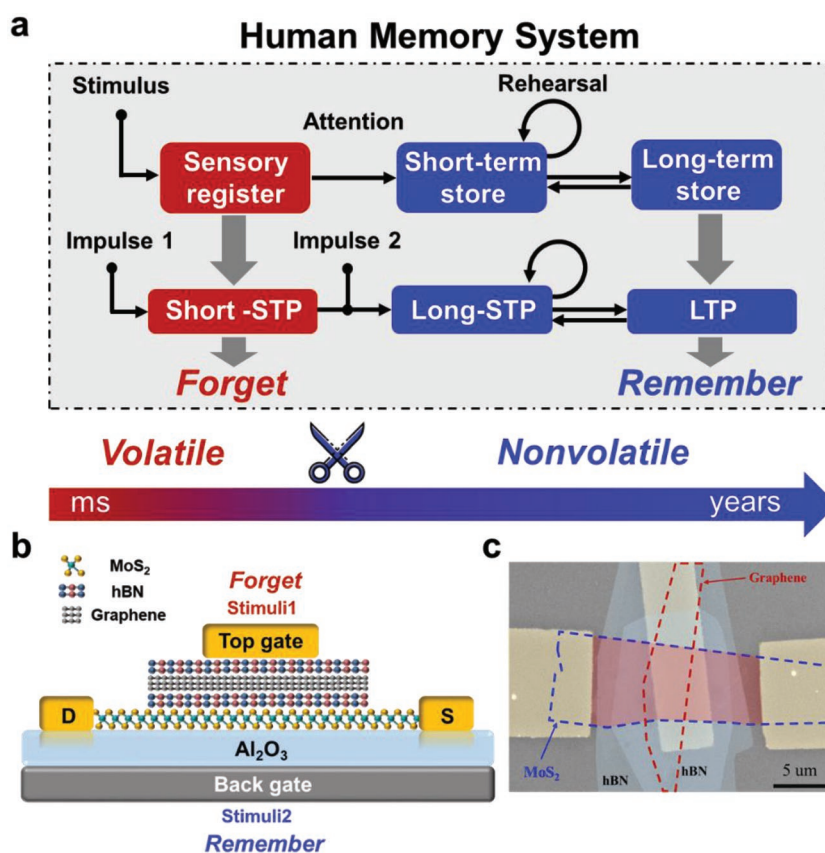 a
Human Memory System
Stimulus
Attention
Rehearsal
Sensory
register
Short-term
store
Long-term
store
Impulse 1
Impulse 2
Short -STP
Long-STP
LTP
Forget
Remember
Volatile
Nonvolatile
ms
years
b
MoS2
hBN
Graphene
Forget
Stimuli1
Top gate
D
S
Al2O3
Back gate
Stimuli2
Remember
c
Graphene
MoS2
hBN
hBN
5 um